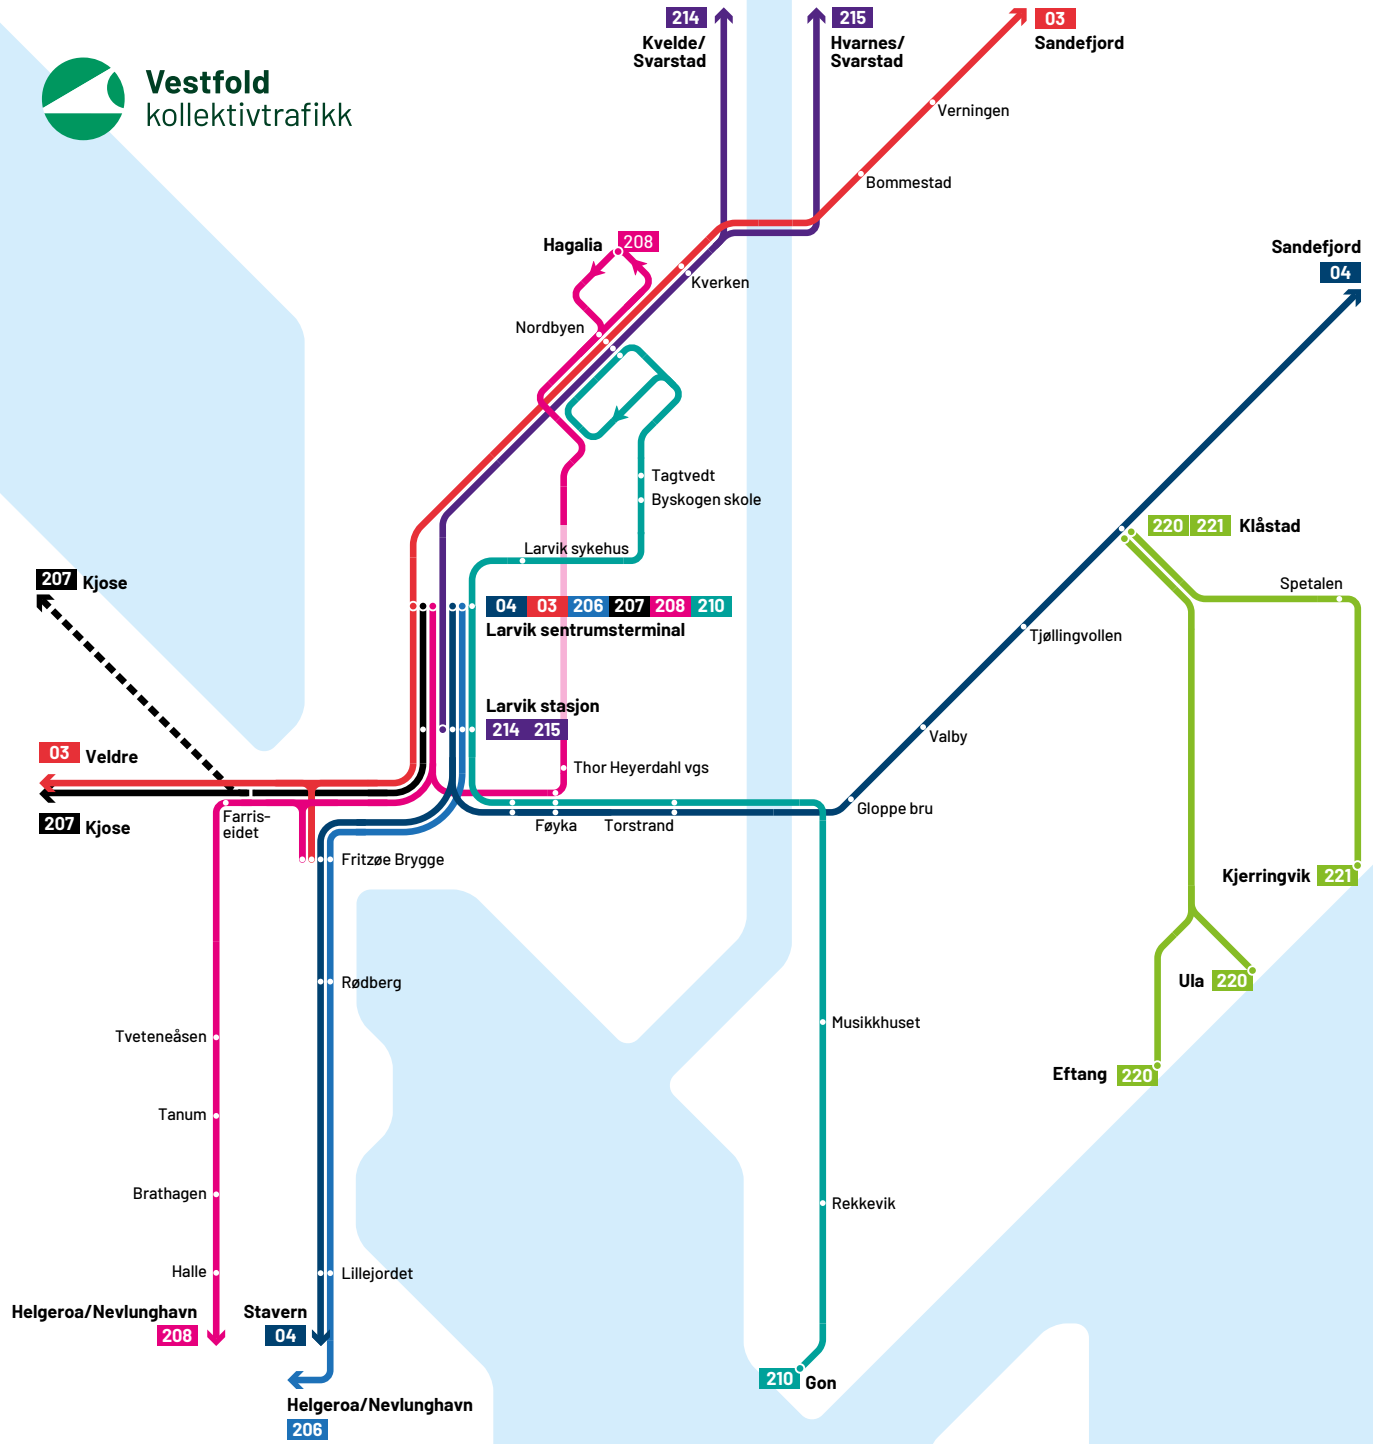 214
Kvelde/
Svarstad
215
Hvarnes/
Svarstad
03
Sandefjord
Vestfold
kollektivtrafikk
Verningen
Bommestad
Hagalia
208
Sandefjord
04
Kverken
Nordbyen
Tagtvedt
Byskogen skole
Larvik sykehus
220 221 Klåstad
207 Kjose
Spetalen
04 03 206 207 208 210
Larvik sentrumsterminal
Tjøllingvollen
Larvik stasjon
214 215
Valby
03 Veldre
Thor Heyerdahl vgs
207 Kjose
Farris-
eidet
Føyka
Torstrand
Gloppe bru
Fritzøe Brygge
Kjerringvik 221
Rødberg
Ula 220
Tveteneåsen
Musikkhuset
Eftang 220
Tanum
Brathagen
Rekkevik
Halle
Lillejordet
Helgeroa/Nevlunghavn
208
Stavern
04
210 Gon
Helgeroa/Nevlunghavn
206